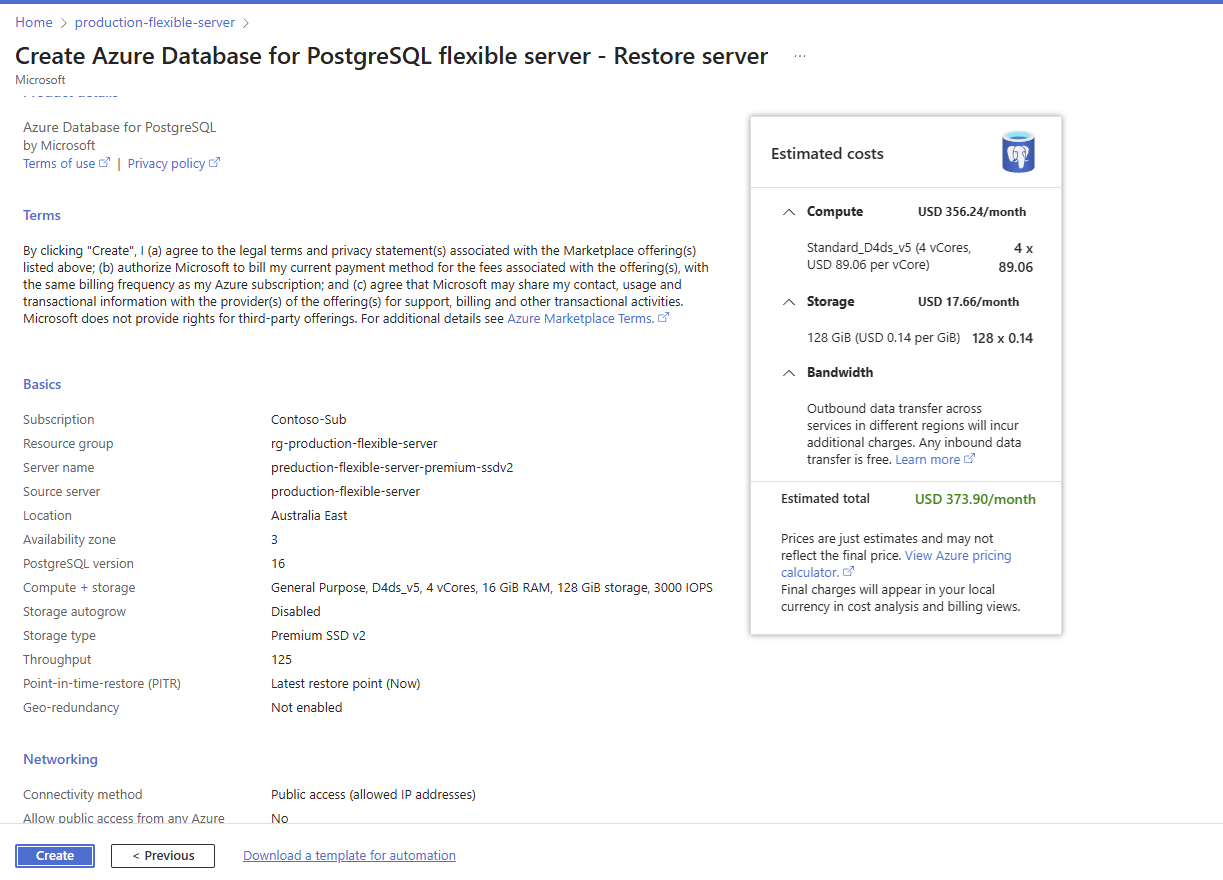 Home > production-flexible-server >
Create Azure Database for PostgreSQL flexible server - Restore server ...
Microsoft
Azure Database for PostgreSQL
by Microsoft
Terms of use | Privacy policy
Terms
By clicking "Create", I (a) agree to the legal terms and privacy statement(s) associated with the Marketplace offering(s)
listed above; (b) authorize Microsoft to bill my current payment method for the fees associated with the offering(s), with
the same billing frequency as my Azure subscription; and (c) agree that Microsoft may share my contact, usage and
transactional information with the provider(s) of the offering(s) for support, billing and other transactional activities.
Microsoft does not provide rights for third-party offerings. For additional details see Azure Marketplace Terms.
Basics
Subscription Contoso-Sub
Resource group rg-production-flexible-server
Server name preduction-flexible-server-premium-ssdv2
Source server production-flexible-server
Location Australia East
Availability zone 3
PostgreSQL version 16
Compute + storage General Purpose, D4ds_v5, 4 vCores, 16 GiB RAM, 128 GiB storage, 3000 IOPS
Storage autogrow Disabled
Storage type Premium SSD v2
Throughput 125
Point-in-time-restore (PITR) Latest restore point (Now)
Geo-redundancy Not enabled
Networking
Connectivity method Public access (allowed IP addresses)
Allow public access from any Azure No
Estimated costs
Compute USD 356.24/month
Standard_D4ds_v5 (4 vCores, 4 x
USD 89.06 per vCore) 89.06
Storage USD 17.66/month
128 GiB (USD 0.14 per GiB) 128 x 0.14
Bandwidth
Outbound data transfer across
services in different regions will incur
additional charges. Any inbound data
transfer is free. Learn more
Estimated total USD 373.90/month
Prices are just estimates and may not
reflect the final price. View Azure pricing
calculator.
Final charges will appear in your local
currency in cost analysis and billing views.
Create < Previous Download a template for automation